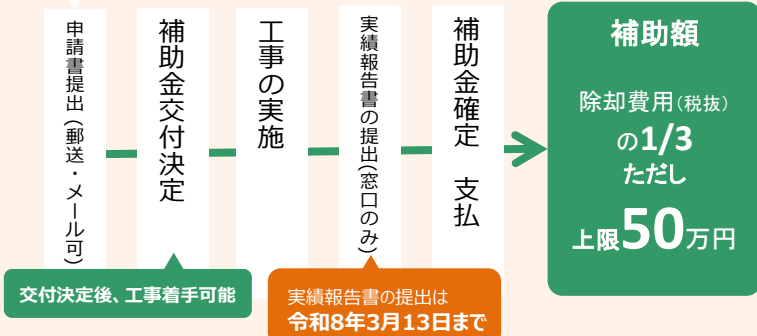 申請書提出（郵送・メール可）
補助金交付決定
工事の実施
実績報告書の提出（窓口のみ）
補助金確定　支払
補助額
除却費用（税抜）
の1/3
ただし
上限50万円
交付決定後、工事着手可能
実績報告書の提出は
令和8年3月13日まで